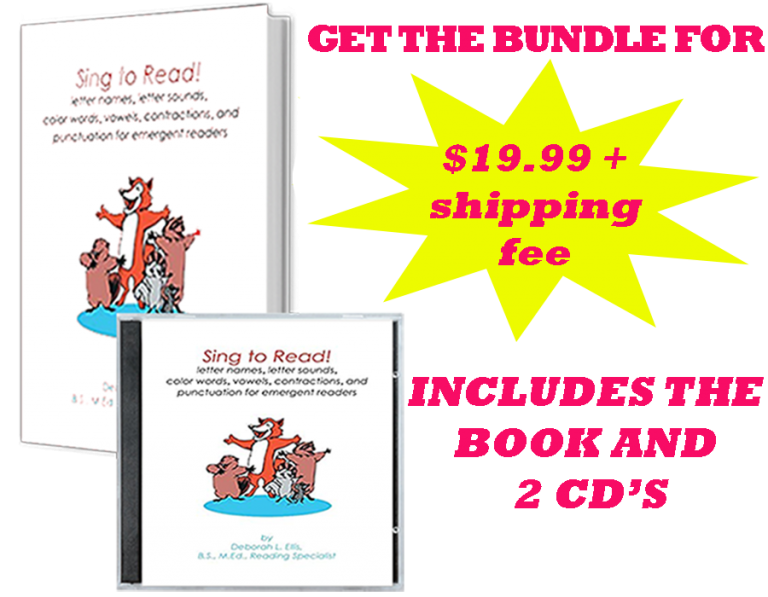 GET THE BUNDLE FOR
$19.99 +
shipping
fee
INCLUDES THE
BOOK AND
2 CD'S
Sing to Read!
letter names, letter sounds,
color words, vowels, contractions, and
punctuation for emergent readers
De
B.S., M.Ed
Sing to Read!
letter names, letter sounds,
color words, vowels, contractions, and
punctuation for emergent readers
by
Deborah L. Ellis,
B.S., M.Ed., Reading Specialist